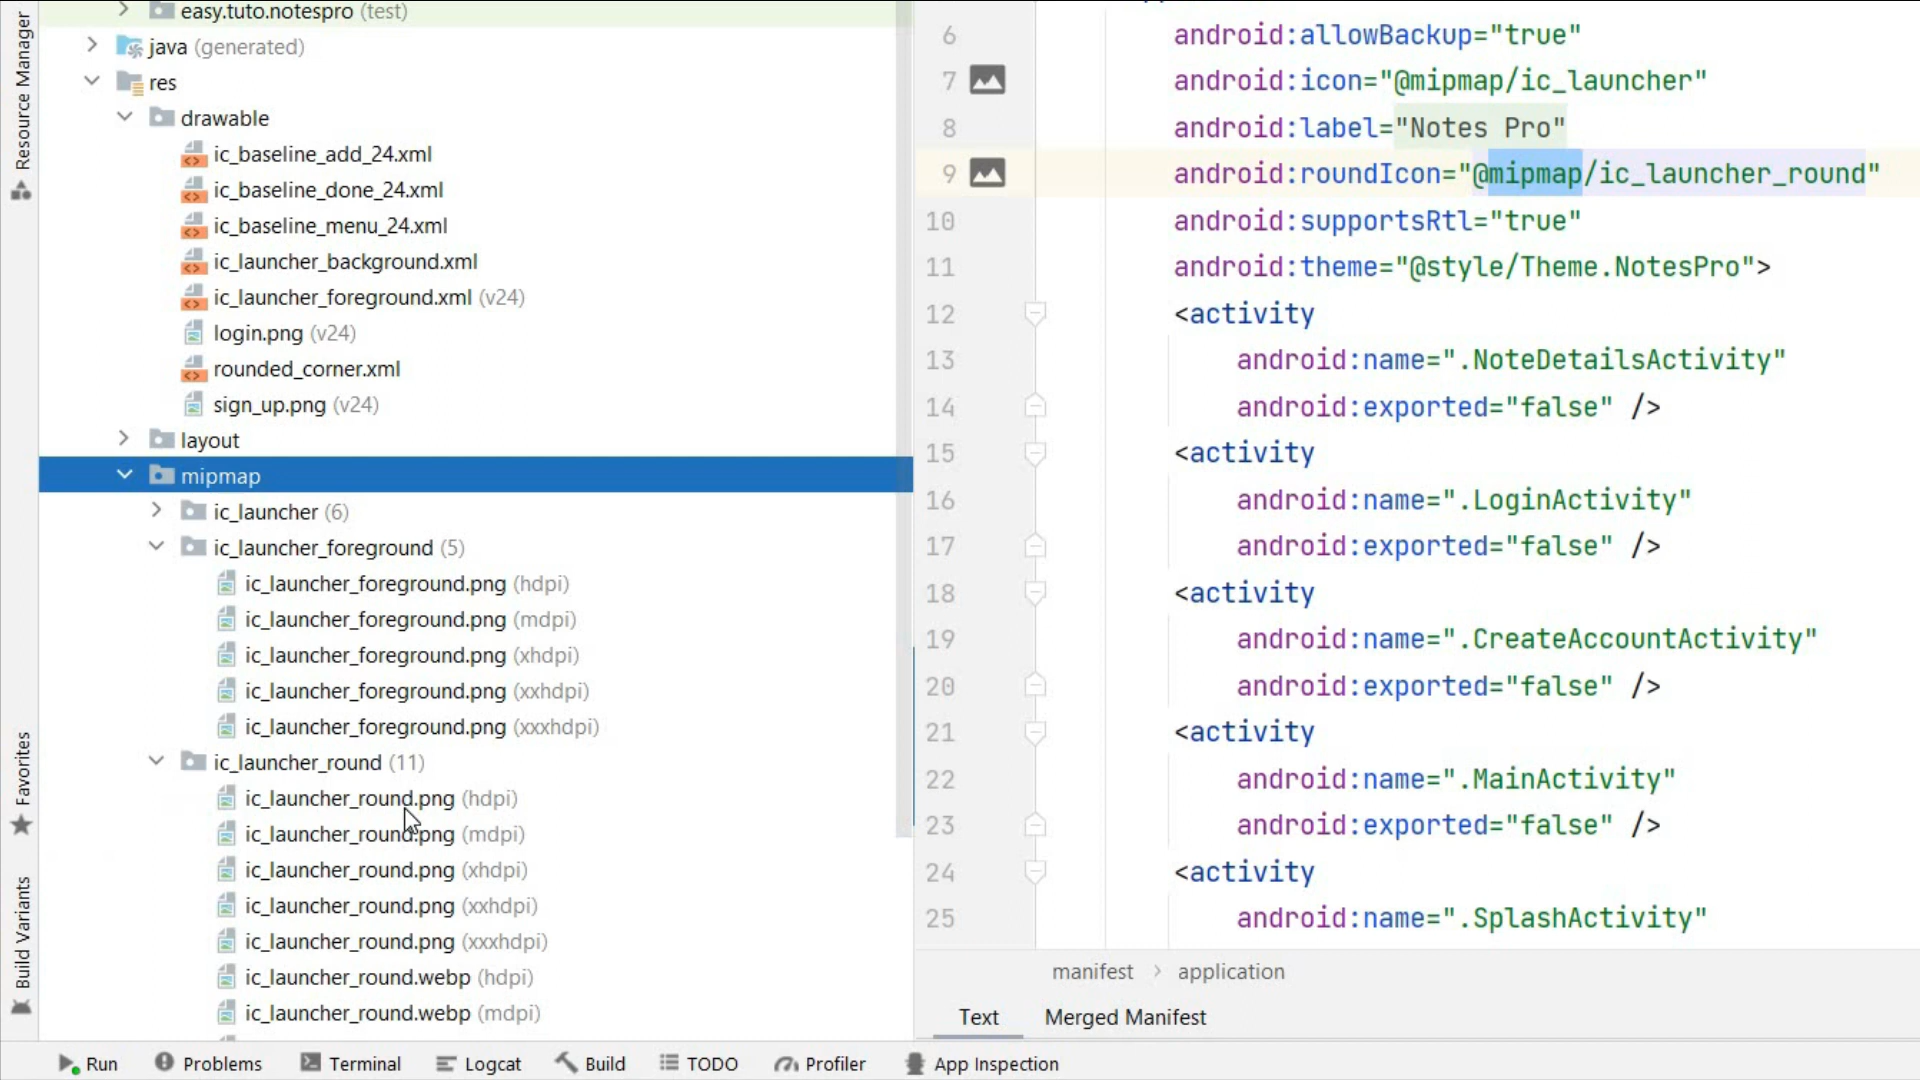 Resource Manager
Favorites
Build Variants
easy.tuto.notespro (test)
java (generated)
res
drawable
ic_baseline_add_24.xml
ic_baseline_done_24.xml
ic_baseline_menu_24.xml
ic_launcher_background.xml
ic_launcher_foreground.xml (v24)
login.png (v24)
rounded_corner.xml
sign_up.png (v24)
layout
mipmap
ic_launcher (6)
ic_launcher_foreground (5)
ic_launcher_foreground.png (hdpi)
ic_launcher_foreground.png (mdpi)
ic_launcher_foreground.png (xhdpi)
ic_launcher_foreground.png (xxhdpi)
ic_launcher_foreground.png (xxxhdpi)
ic_launcher_round (11)
ic_launcher_round.png (hdpi)
ic_launcher_round.png (mdpi)
ic_launcher_round.png (xhdpi)
ic_launcher_round.png (xxhdpi)
ic_launcher_round.png (xxxhdpi)
ic_launcher_round.webp (hdpi)
ic_launcher_round.webp (mdpi)
6 android:allowBackup="true"
7 android:icon="@mipmap/ic_launcher"
8 android:label="Notes Pro"
9 android:roundIcon="@mipmap/ic_launcher_round"
10 android:supportsRtl="true"
11 android:theme="@style/Theme.NotesPro">
12 <activity
13 android:name=".NoteDetailsActivity"
14 android:exported="false" />
15 <activity
16 android:name=".LoginActivity"
17 android:exported="false" />
18 <activity
19 android:name=".CreateAccountActivity"
20 android:exported="false" />
21 <activity
22 android:name=".MainActivity"
23 android:exported="false" />
24 <activity
25 android:name=".SplashActivity"
manifest > application
Text Merged Manifest
Run Problems Terminal Logcat Build TODO Profiler App Inspection